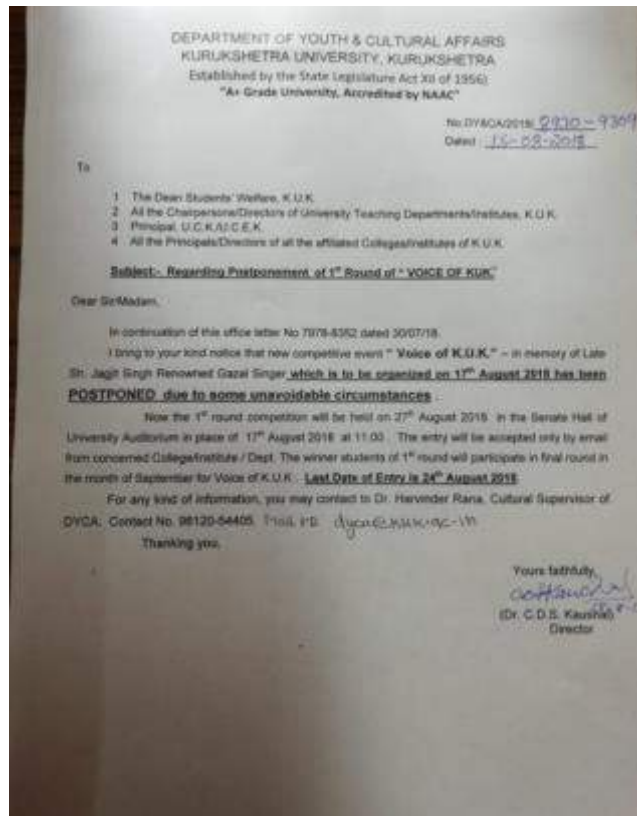 DEPARTMENT OF YOUTH & CULTURAL AFFAIRS
KURUKSHETRA UNIVERSITY, KURUKSHETRA
Established by the State Legislature Act XII of 1956)
"A+ Grade University, Accredited by NAAC"
No.DY&CA/2018/
Dated : -08-2018
To
1 The Dean Students' Welfare, K.U.K.
2 All the Chairpersons/Directors of University Teaching Departments/Institutes, K.U.K.
3 Principal, U.C.K./U.C.E.K.
4 All the Principals/Directors of all the affiliated Colleges/Institutes of K.U.K.
Subject:- Regarding Postponement of 1st Round of " VOICE OF KUK."
Dear Sir/Madam,
In continuation of this office letter No 7978-8352 dated 30/07/18.
I bring to your kind notice that new competitive event " Voice of K.U.K." – in memory of Late
Sh. Jagjit Singh Renowned Gazal Singer which is to be organized on 17th August 2018 has been
POSTPONED due to some unavoidable circumstances .
Now the 1st round competition will be held on 27th August 2018 in the Senate Hall of
University Auditorium in place of 17th August 2018 at 11.00 . The entry will be accepted only by email
from concerned College/Institute / Dept. The winner students of 1st round will participate in final round in
the month of September for Voice of K.U.K . Last Date of Entry is 24th August 2018
For any kind of information, you may contact to Dr. Harvinder Rana, Cultural Supervisor of
DYCA, Contact No. 98120-54405. dyca@kuk.ac.in
Thanking you.
Yours faithfully,
(Dr. C.D.S. Kaushal)
Director